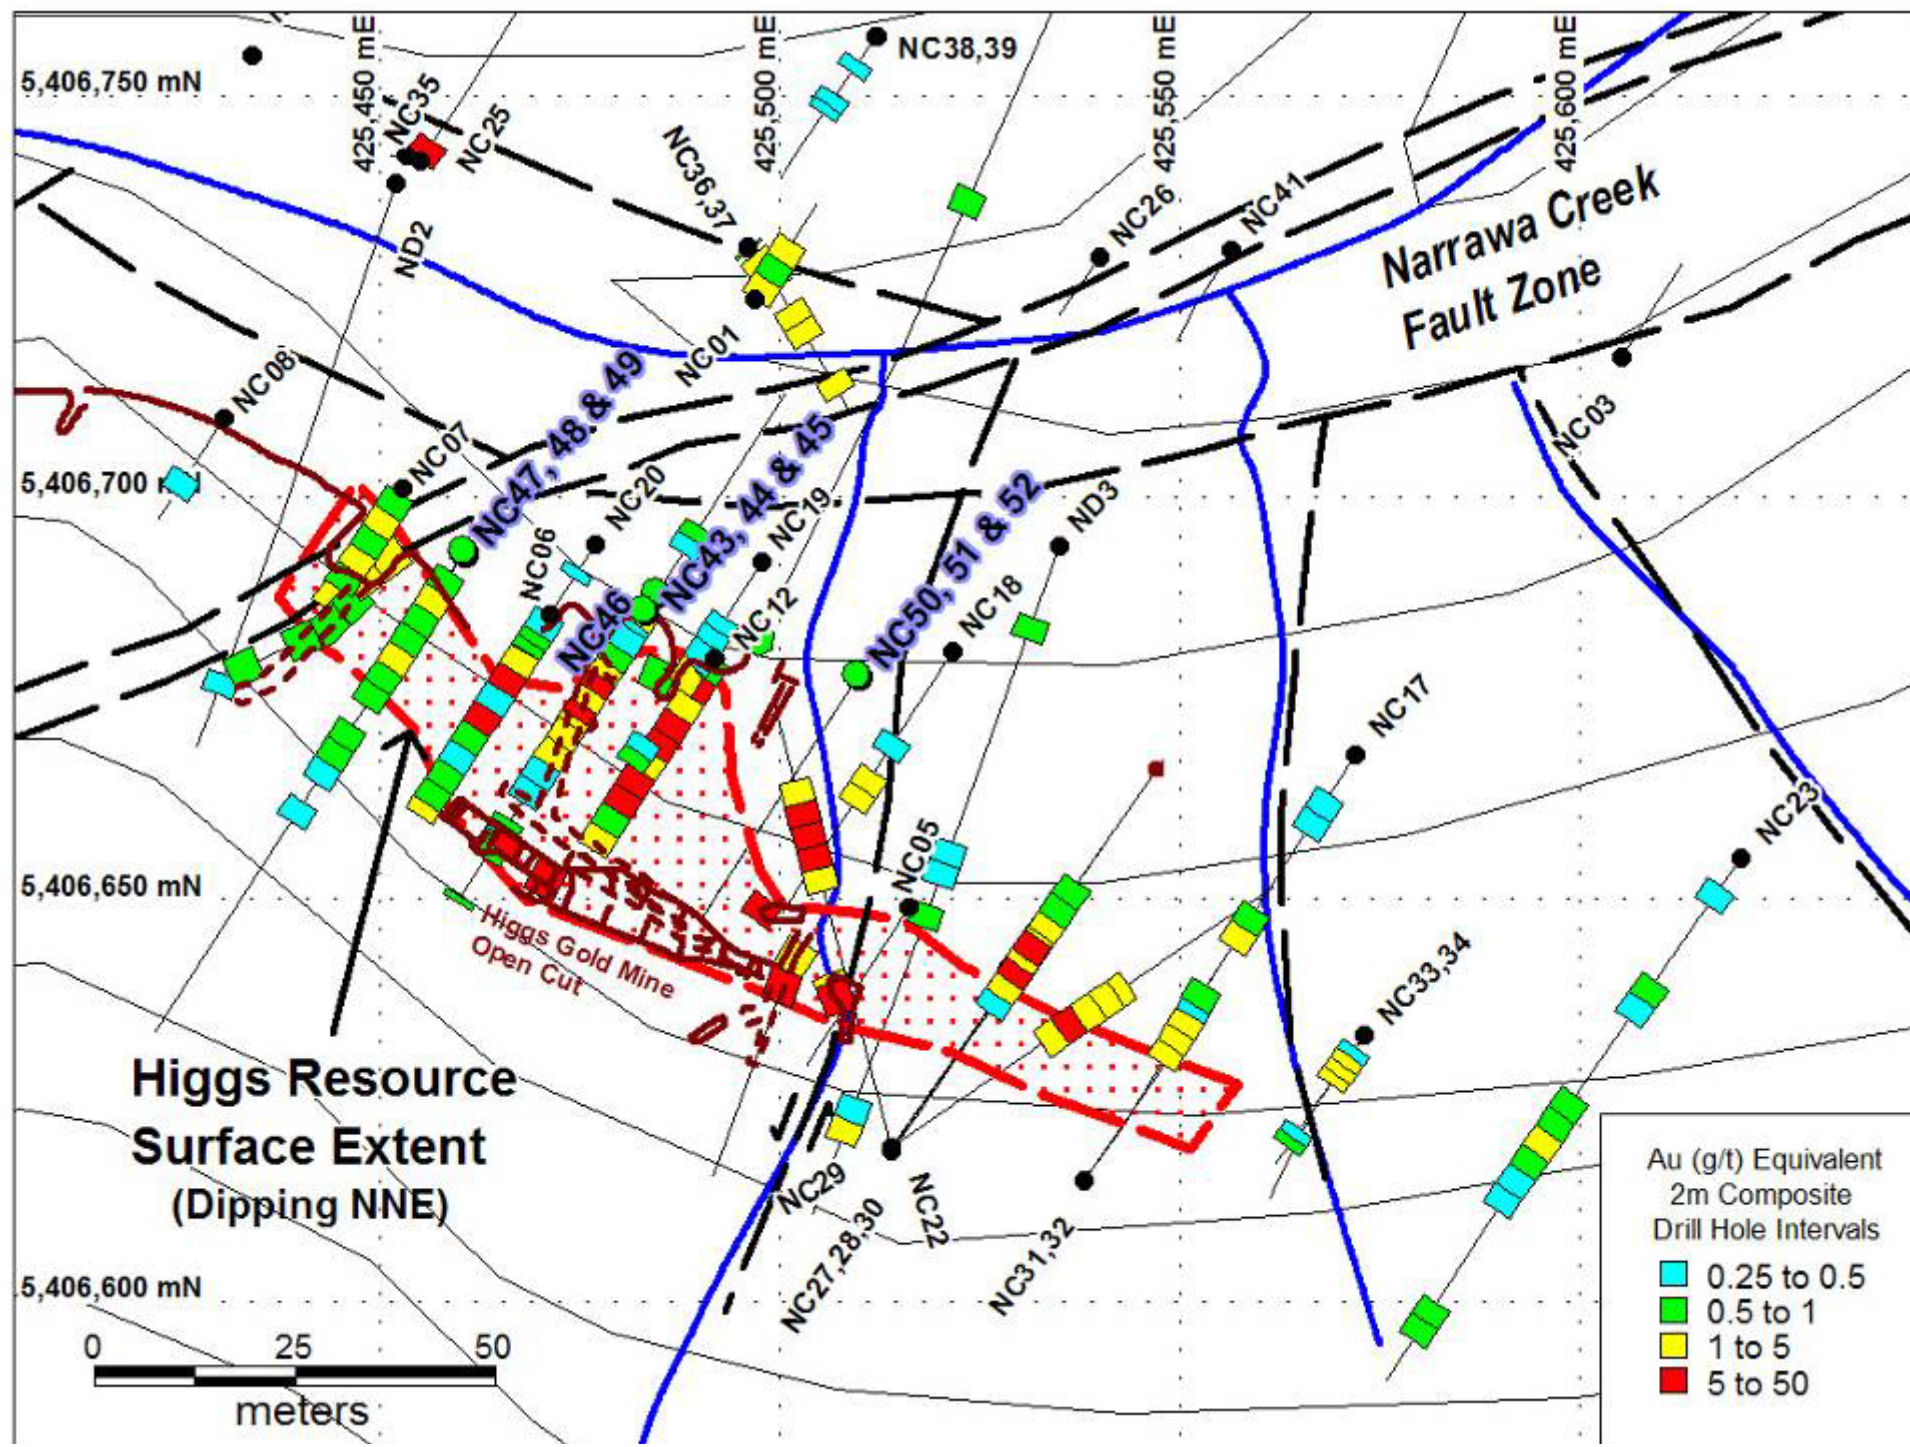 425,450 mE
425,500 mE
425,550 mE
425,600 mE
5,406,750 mN
NC38,39
NC35
NC25
NC36,37
NC26
NC41
Narrawa Creek
Fault Zone
ND2
NC01
NC08
NC47, 48 & 49
NC07
NC43, 44 & 45
NC03
5,406,700
NC20
NC19
NC50, 51 & 52
ND3
NC06
NC46
NC12
NC18
NC17
NC23
5,406,650 mN
NC05
Higgs Gold Mine
Open Cut
NC33,34
Higgs Resource
Surface Extent
(Dipping NNE)
NC29
NC27,28,30
NC22
NC31,32
5,406,600 mN
0 25 50
meters
Au (g/t) Equivalent
2m Composite
Drill Hole Intervals
0.25 to 0.5
0.5 to 1
1 to 5
5 to 50